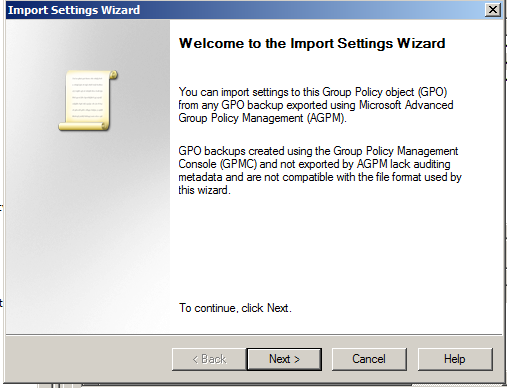 Import Settings Wizard
Welcome to the Import Settings Wizard
You can import settings to this Group Policy object (GPO)
from any GPO backup exported using Microsoft Advanced
Group Policy Management (AGPM).
GPO backups created using the Group Policy Management
Console (GPMC) and not exported by AGPM lack auditing
metadata and are not compatible with the file format used by
this wizard.
To continue, click Next.
< Back Next > Cancel Help